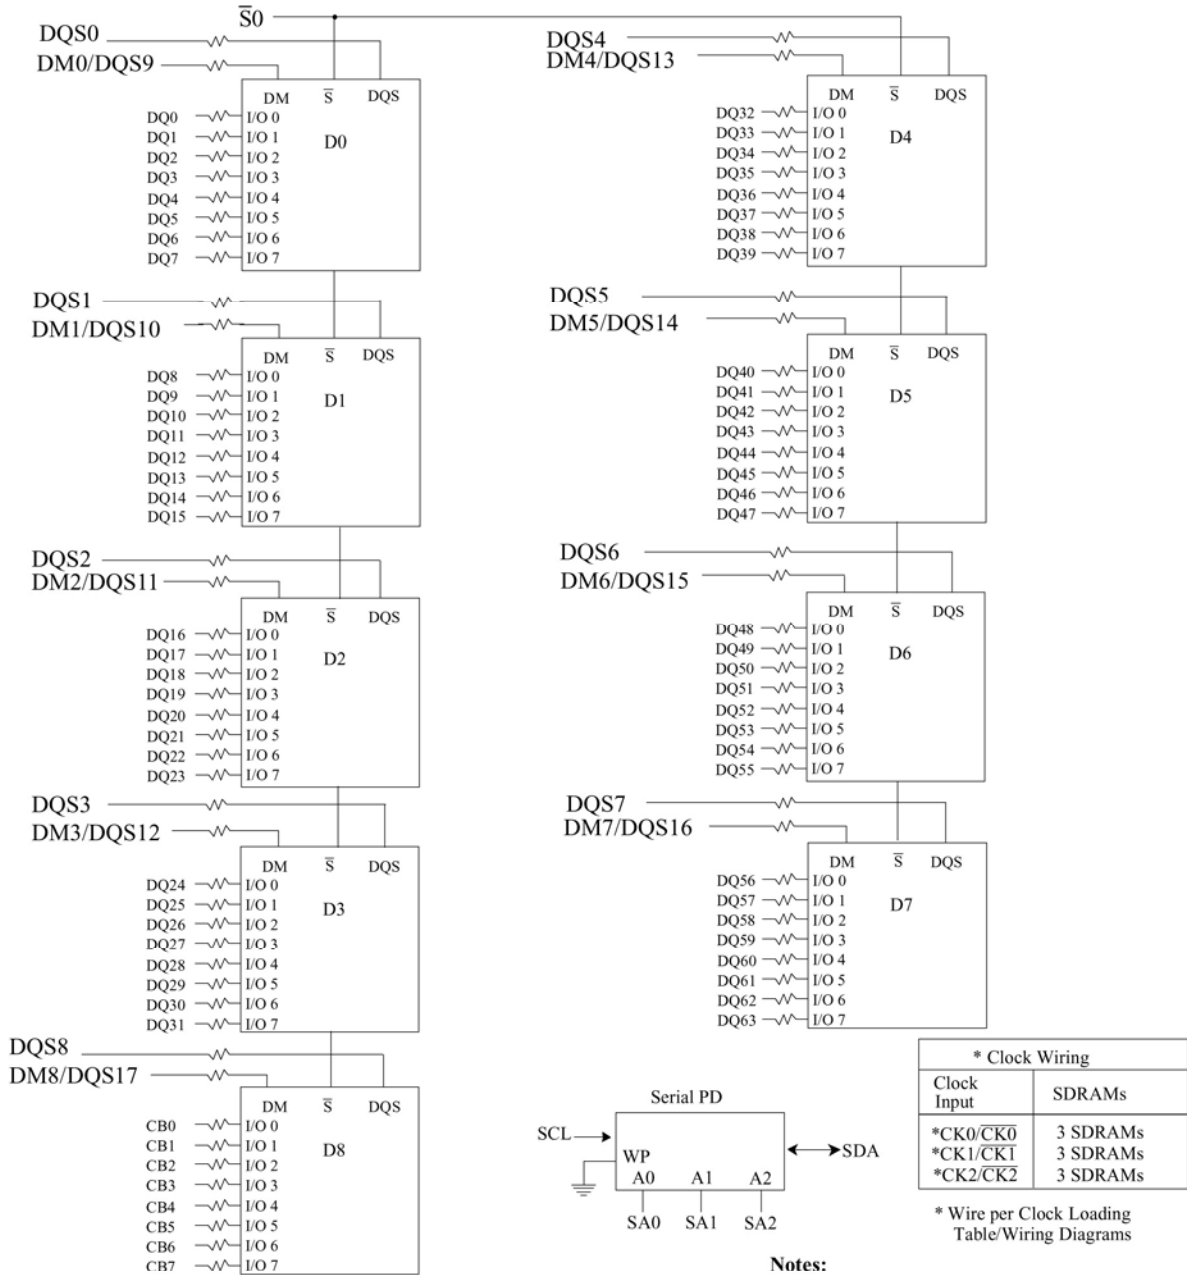 S̅0
DQS0
DM0/DQS9
DM S̅ DQS
D0
DQ0 I/O 0
DQ1 I/O 1
DQ2 I/O 2
DQ3 I/O 3
DQ4 I/O 4
DQ5 I/O 5
DQ6 I/O 6
DQ7 I/O 7
DQS1
DM1/DQS10
DM S̅ DQS
D1
DQ8 I/O 0
DQ9 I/O 1
DQ10 I/O 2
DQ11 I/O 3
DQ12 I/O 4
DQ13 I/O 5
DQ14 I/O 6
DQ15 I/O 7
DQS2
DM2/DQS11
DM S̅ DQS
D2
DQ16 I/O 0
DQ17 I/O 1
DQ18 I/O 2
DQ19 I/O 3
DQ20 I/O 4
DQ21 I/O 5
DQ22 I/O 6
DQ23 I/O 7
DQS3
DM3/DQS12
DM S̅ DQS
D3
DQ24 I/O 0
DQ25 I/O 1
DQ26 I/O 2
DQ27 I/O 3
DQ28 I/O 4
DQ29 I/O 5
DQ30 I/O 6
DQ31 I/O 7
DQS8
DM8/DQS17
DM S̅ DQS
D8
CB0 I/O 0
CB1 I/O 1
CB2 I/O 2
CB3 I/O 3
CB4 I/O 4
CB5 I/O 5
CB6 I/O 6
CB7 I/O 7
DQS4
DM4/DQS13
DM S̅ DQS
D4
DQ32 I/O 0
DQ33 I/O 1
DQ34 I/O 2
DQ35 I/O 3
DQ36 I/O 4
DQ37 I/O 5
DQ38 I/O 6
DQ39 I/O 7
DQS5
DM5/DQS14
DM S̅ DQS
D5
DQ40 I/O 0
DQ41 I/O 1
DQ42 I/O 2
DQ43 I/O 3
DQ44 I/O 4
DQ45 I/O 5
DQ46 I/O 6
DQ47 I/O 7
DQS6
DM6/DQS15
DM S̅ DQS
D6
DQ48 I/O 0
DQ49 I/O 1
DQ50 I/O 2
DQ51 I/O 3
DQ52 I/O 4
DQ53 I/O 5
DQ54 I/O 6
DQ55 I/O 7
DQS7
DM7/DQS16
DM S̅ DQS
D7
DQ56 I/O 0
DQ57 I/O 1
DQ58 I/O 2
DQ59 I/O 3
DQ60 I/O 4
DQ61 I/O 5
DQ62 I/O 6
DQ63 I/O 7
Serial PD
SCL
WP
SDA
A0 A1 A2
SA0 SA1 SA2
* Clock Wiring
Clock
Input
SDRAMs
*CK0/C̅K̅0̅ 3 SDRAMs
*CK1/C̅K̅1̅ 3 SDRAMs
*CK2/C̅K̅2̅ 3 SDRAMs
* Wire per Clock Loading
Table/Wiring Diagrams
Notes: